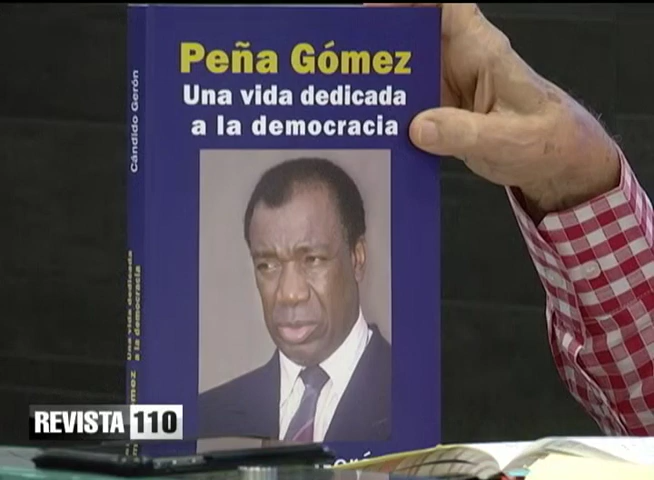 Peña Gómez
Una vida dedicada
a la democracia
Cándido Gerón
Una vida dedicada
a la democracia
REVISTA 110